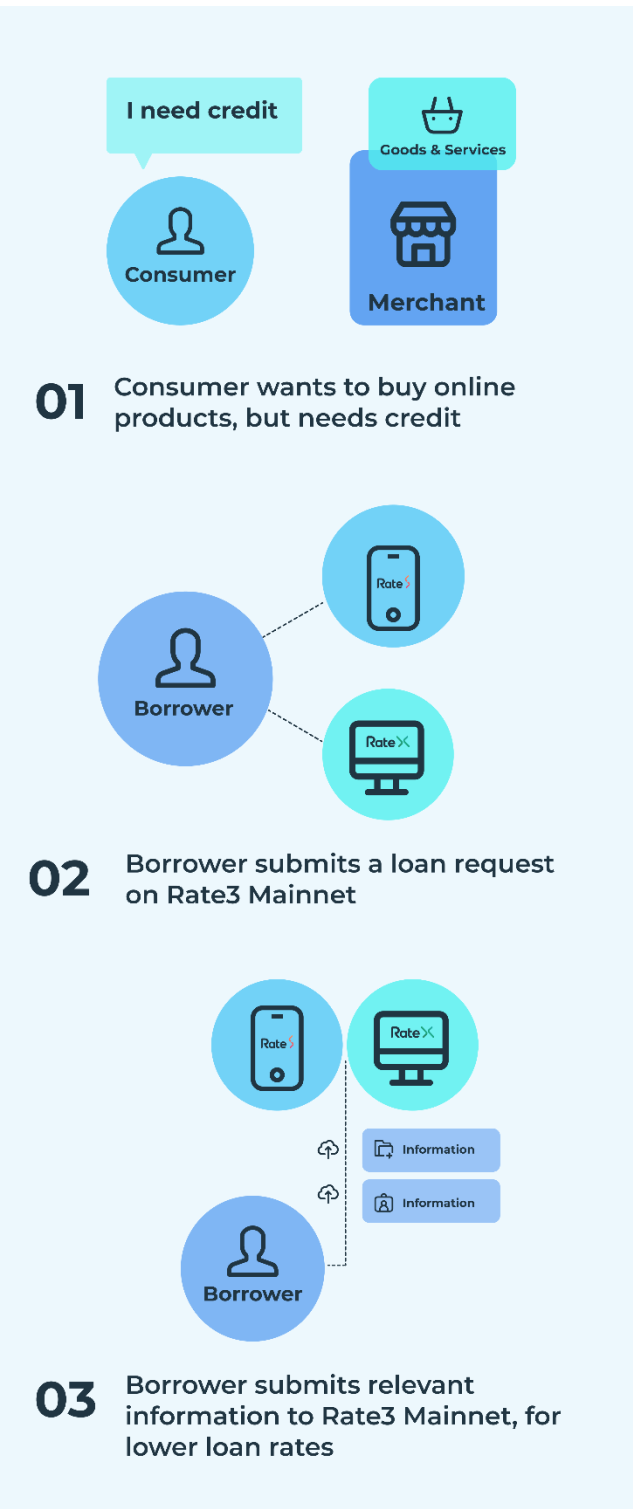 I need credit
Goods & Services
Consumer
Merchant
01
Consumer wants to buy online
products, but needs credit
Rate S
Borrower
Rate X
02
Borrower submits a loan request
on Rate3 Mainnet
Rate S
Rate X
Information
Information
Borrower
03
Borrower submits relevant
information to Rate3 Mainnet, for
lower loan rates